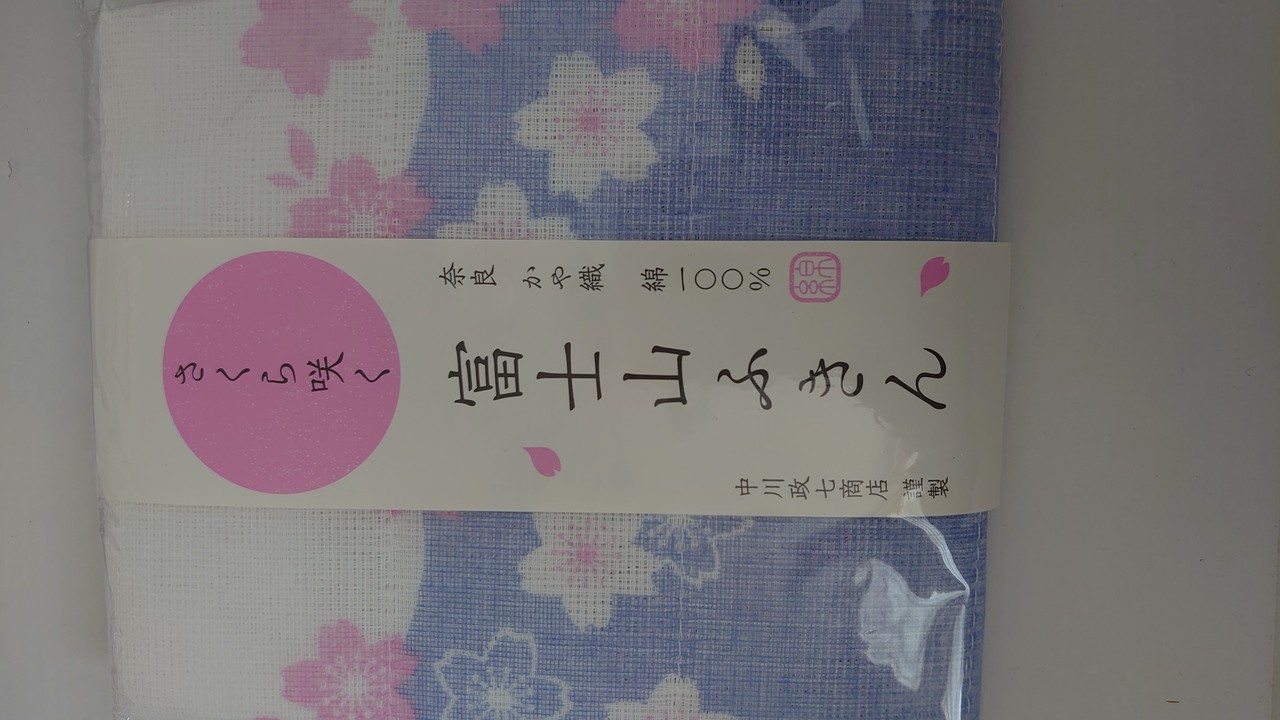 さくら咲く
奈良 かや織 綿一〇〇%
綿
富士山ふきん
中川政七商店 謹製